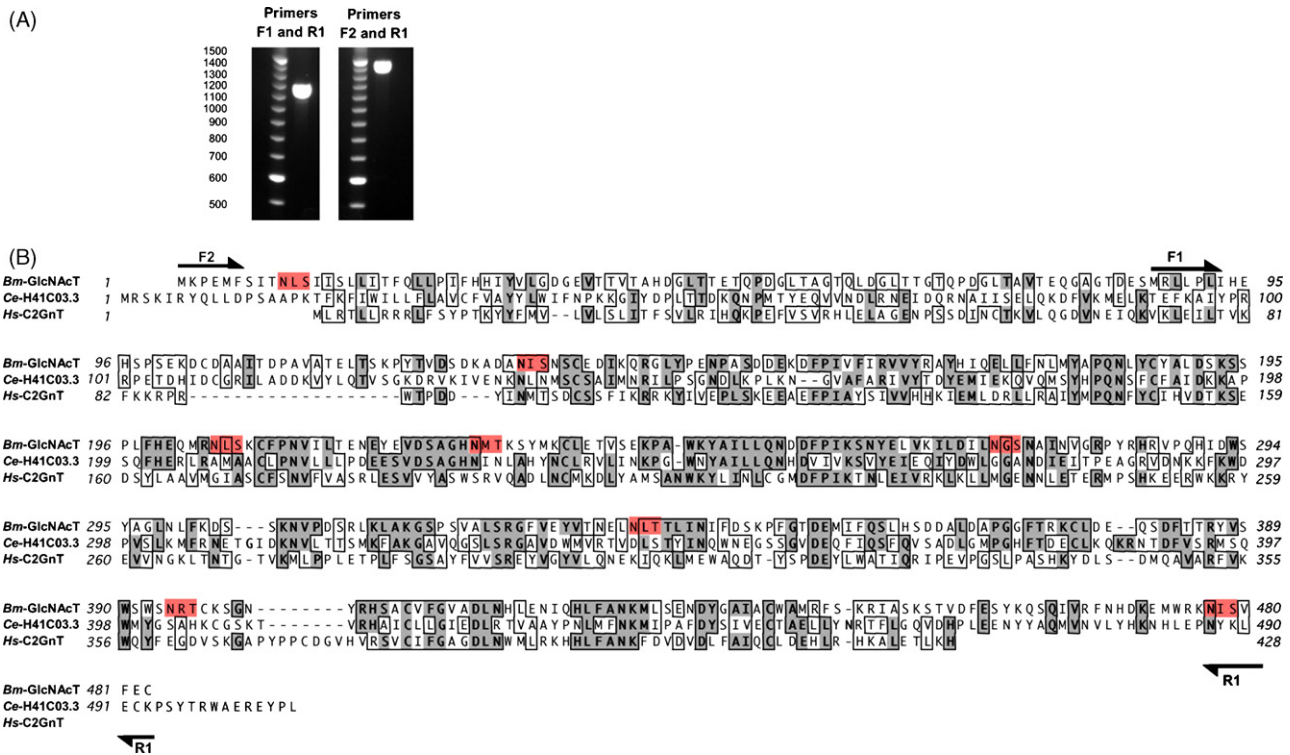 (A)
Primers
F1 and R1
Primers
F2 and R1
1500
1400
1300
1200
1100
1000
900
800
700
600
500
(B)
F2
F1
Bm-GlcNAcT 1 MKPEMFSITNLSIISLLITFQLLPIFHHIYVLGDGEVTTVTAHDGLTTETQPDGLTAGTQLDGLTTGTQPDGLTAVTEQGAGTDESMRLLPLIHE 95
Ce-H41C03.3 1 MRSKIRYQLLDPSAAPKTFKFIWILLFLAVCFVAYYLWIFNPKKGIYDPLTTDKQNPMTYEQVVNDLRNEIDQRNAIISELQKDFVKMELKTEFKAIYPR 100
Hs-C2GnT 1 MLRTLLRRRLFSYPTKYYFMV--LVLSLITFSVLRIHQKPEFVSVRHLELAGENPSSDINCTKVLQGDVNEIQKVKLEILTVK 81
Bm-GlcNAcT 96 HSPSEKDCDAAITDPAVATELTSKPYTVDSDKADANISNSCEDIKQRGLYPENPASDDEKDFPIVFIRVVYRAYHIQELLFNLMYAPQNLYCYALDSKSS 195
Ce-H41C03.3 101 RPETDHIDCGRILADDKVYLQTVSGKDRVKIVENKNLNMSCSAIMNRILPSGNDLKPLKN--GVAFARIVYTDYEMIEKQVQMSYHPQNSFCFAIDKKAP 198
Hs-C2GnT 82 FKKRPR--------------WTPDD--YINMTSDCSSFIKRRKYIVEPLSKEEAEFPIAYSIVVHHKIEMLDRLLRAIYMPQNFYCIHVDTKSE 159
Bm-GlcNAcT 196 PLFHEQMRNLSKCFPNVILTENEYEVDSAGHNMTKSYMKCLETVSEKPA-WKYAILLQNDDFPIKSNYELVKILDILNGSNAINVGRPYRHRVPQHIDWS 294
Ce-H41C03.3 199 SQFHERLRAMAACLPNVLLLPDEESVDSAGHNINLAHYNCLRVLINKPG-WNYAILLQNHDVIVKSVYEIEQIYDWLGGANDIEITPEAGRVDNKKFKWD 297
Hs-C2GnT 160 DSYLAAVMGIASCFSNVFVASRLESVVYASWSRVQADLNCMKDLYAMSANWKYLINLCGMDFPIKTNLEIVRKLKLLMGENNLETERMPSHKEERWKKRY 259
Bm-GlcNAcT 295 YAGLNLFKDS---SKNVPDSRLKLAKGSPSVALSRGFVEYVTNELNLTTLINIFDSKPFGTDEMIFQSLHSDDALDAPGGFTRKCLDE--QSDFTTRYVS 389
Ce-H41C03.3 298 PVSLKMFRNETGIDKNVLTTSMKFAKGAVQGSLSRGAVDWMVRTVDLSTYINQWNEGSSGVDEQFIQSFQVSADLGMPGHFTDECLKQKRNTDFVSRMSQ 397
Hs-C2GnT 260 EVVNGKLTNTG-TVKMLPPLETPLFSGSAYFVVSREYVGYVLQNEKIQKLMEWAQDT-YSPDEYLWATIQRIPEVPGSLPASHKYDLS--DMQAVARFVK 355
Bm-GlcNAcT 390 WSWSNRTCKSGN--------YRHSACVFGVADLNHLENIQHLFANKMLSENDYGAIACWAMRFS-KRIASKSTVDFESYKQSQIVRFNHDKEMWRKNISV 480
Ce-H41C03.3 398 WMYGSAHKCGSKT-------VRHAICLLGIEDLRTVAAYPNLMFNKMIPAFDYSIVECTAELLYNRTFLGQVDHPLEENYYAQMVNVLYHKNHLEPNYKL 490
Hs-C2GnT 356 WQYFEGDVSKGAPYPPCDGVHVRSVCIFGAGDLNWMLRKHHLFANKFDVDVDLFAIQCLDEHLR-HKALETLKH 428
R1
Bm-GlcNAcT 481 FEC
Ce-H41C03.3 491 ECKPSYTRWAEREYPL
Hs-C2GnT
R1